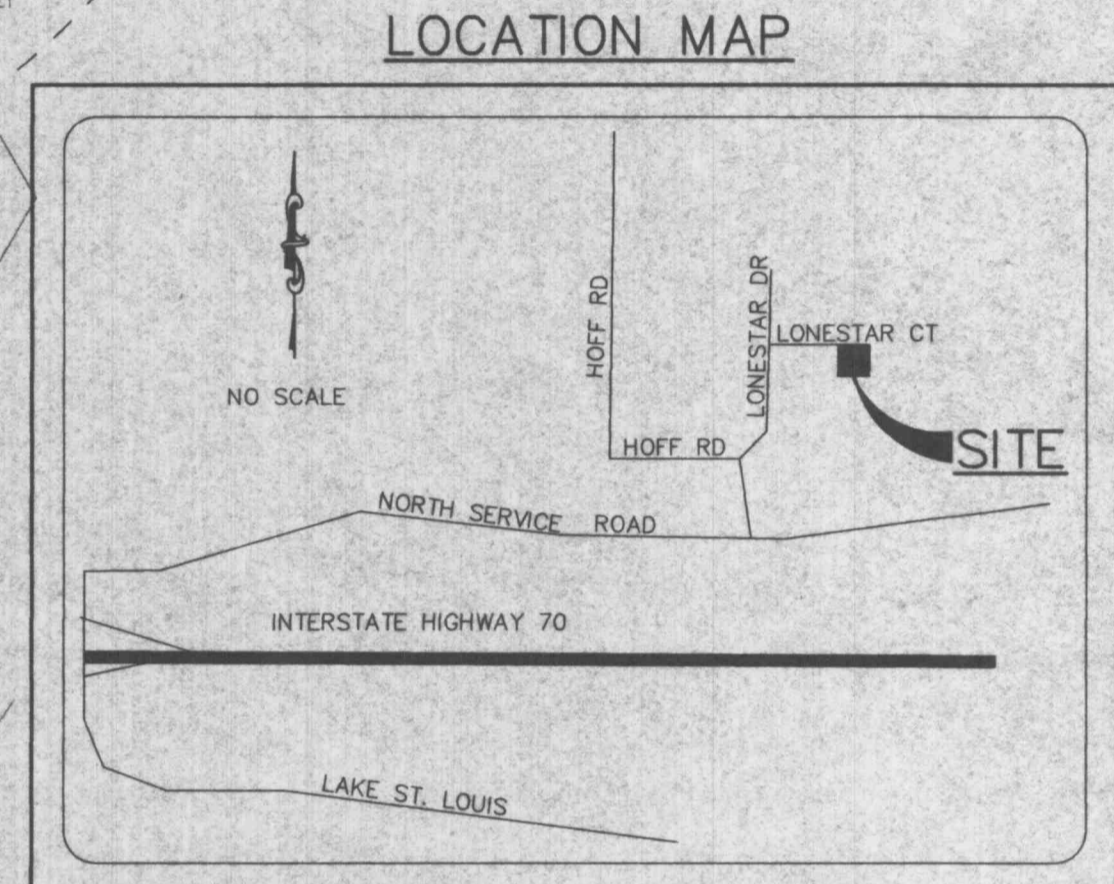 LOCATION MAP
NO SCALE
HOFF RD
LONESTAR DR
LONESTAR CT
HOFF RD
SITE
NORTH SERVICE ROAD
INTERSTATE HIGHWAY 70
LAKE ST. LOUIS